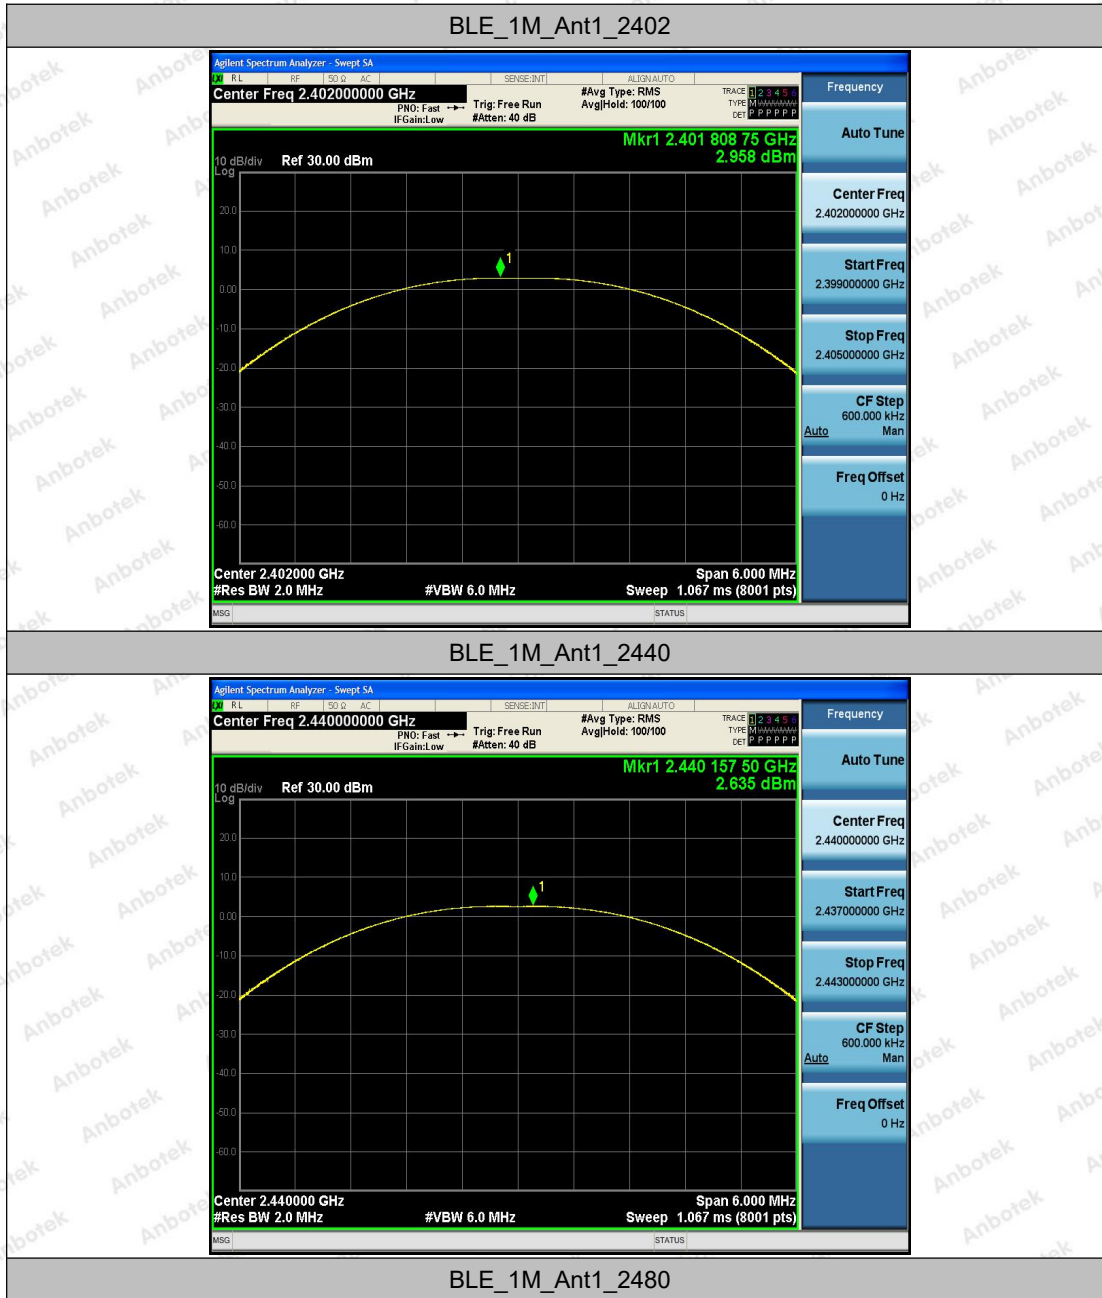 BLE_1M_Ant1_2402
Agilent Spectrum Analyzer - Swept SA
RL RF 50 Ω AC SENSE:INT ALIGN AUTO
Center Freq 2.402000000 GHz
PNO: Fast
IFGain:Low
Trig: Free Run
#Atten: 40 dB
#Avg Type: RMS
Avg|Hold: 100/100
TRACE 1 2 3 4 5 6
TYPE M
DET P P P P P P
Mkr1 2.401 808 75 GHz
2.958 dBm
10 dB/div Ref 30.00 dBm
Log
20.0
10.0
0.00
-10.0
-20.0
-30.0
-40.0
-50.0
-60.0
1
Center 2.402000 GHz Span 6.000 MHz
#Res BW 2.0 MHz #VBW 6.0 MHz Sweep 1.067 ms (8001 pts)
MSG STATUS
Frequency
Auto Tune
Center Freq
2.402000000 GHz
Start Freq
2.399000000 GHz
Stop Freq
2.405000000 GHz
CF Step
600.000 kHz
Auto Man
Freq Offset
0 Hz
BLE_1M_Ant1_2440
Agilent Spectrum Analyzer - Swept SA
RL RF 50 Ω AC SENSE:INT ALIGN AUTO
Center Freq 2.440000000 GHz
PNO: Fast
IFGain:Low
Trig: Free Run
#Atten: 40 dB
#Avg Type: RMS
Avg|Hold: 100/100
TRACE 1 2 3 4 5 6
TYPE M
DET P P P P P P
Mkr1 2.440 157 50 GHz
2.635 dBm
10 dB/div Ref 30.00 dBm
Log
20.0
10.0
0.00
-10.0
-20.0
-30.0
-40.0
-50.0
-60.0
1
Center 2.440000 GHz Span 6.000 MHz
#Res BW 2.0 MHz #VBW 6.0 MHz Sweep 1.067 ms (8001 pts)
MSG STATUS
Frequency
Auto Tune
Center Freq
2.440000000 GHz
Start Freq
2.437000000 GHz
Stop Freq
2.443000000 GHz
CF Step
600.000 kHz
Auto Man
Freq Offset
0 Hz
BLE_1M_Ant1_2480
Anbotek